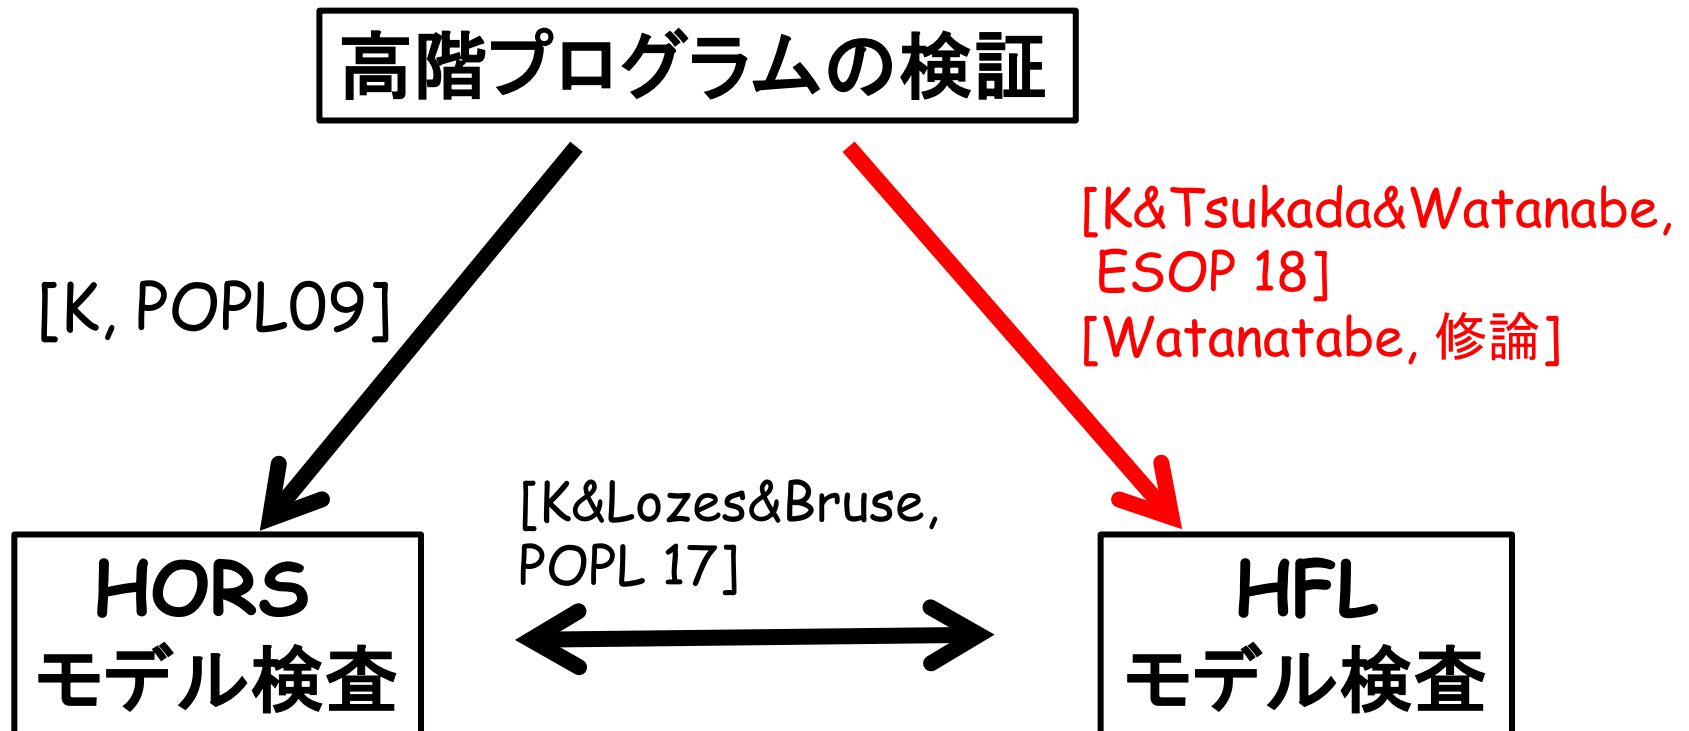 高階プログラムの検証
[K&Tsukada&Watanabe,
ESOP 18]
[Watanatabe, 修論]
[K, POPL09]
[K&Lozes&Bruse,
POPL 17]
HORS
モデル検査
HFL
モデル検査